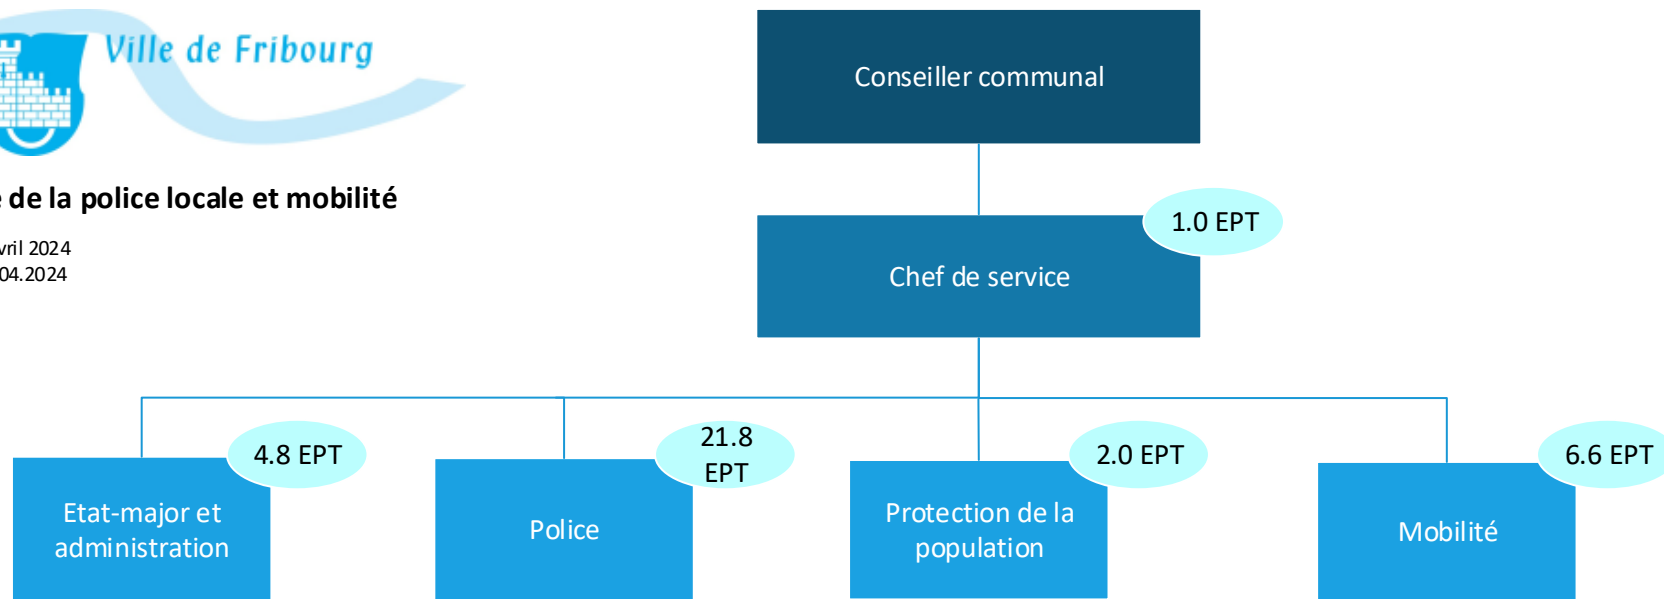 Ville de Fribourg
Conseiller communal
de la police locale et mobilité
1.0 EPT
2024
04.2024
Chef de service
4.8 EPT
21.8
EPT
2.0 EPT
6.6 EPT
Etat-major et
administration
Police
Protection de la
population
Mobilité